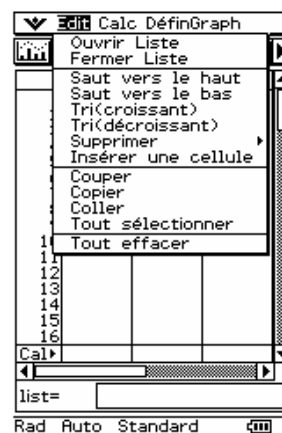 Edit Calc DéfinGraph
Ouvrir Liste
Fermer Liste
Saut vers le haut
Saut vers le bas
Tri(croissant)
Tri(décroissant)
Supprimer
Insérer une cellule
Couper
Copier
Coller
Tout sélectionner
Tout effacer
11
12
13
14
15
16
Cal
list=
Rad Auto Standard